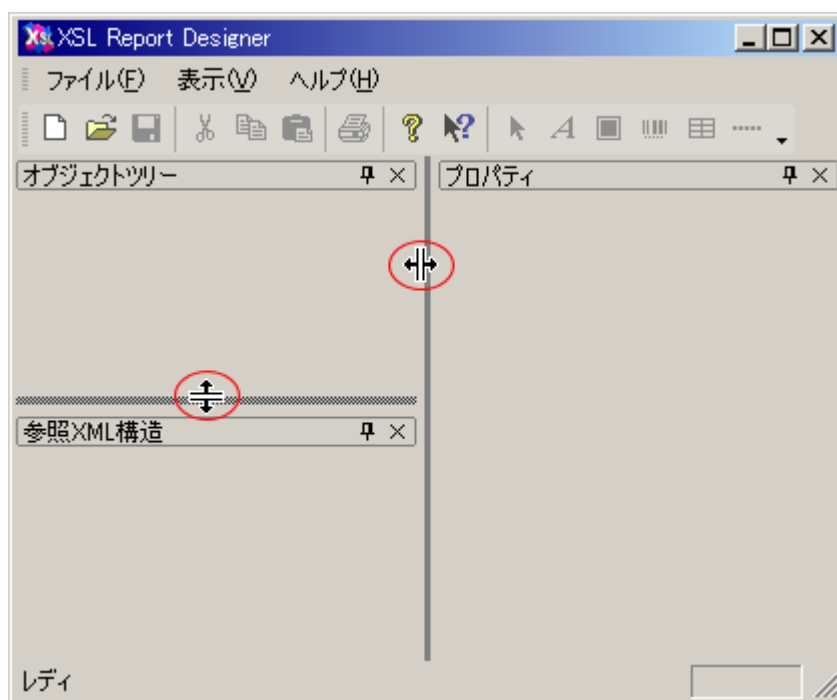 XSL Report Designer
ファイル(F) 表示(V) ヘルプ(H)
オブジェクトツリー
プロパティ
参照XML構造
レディ